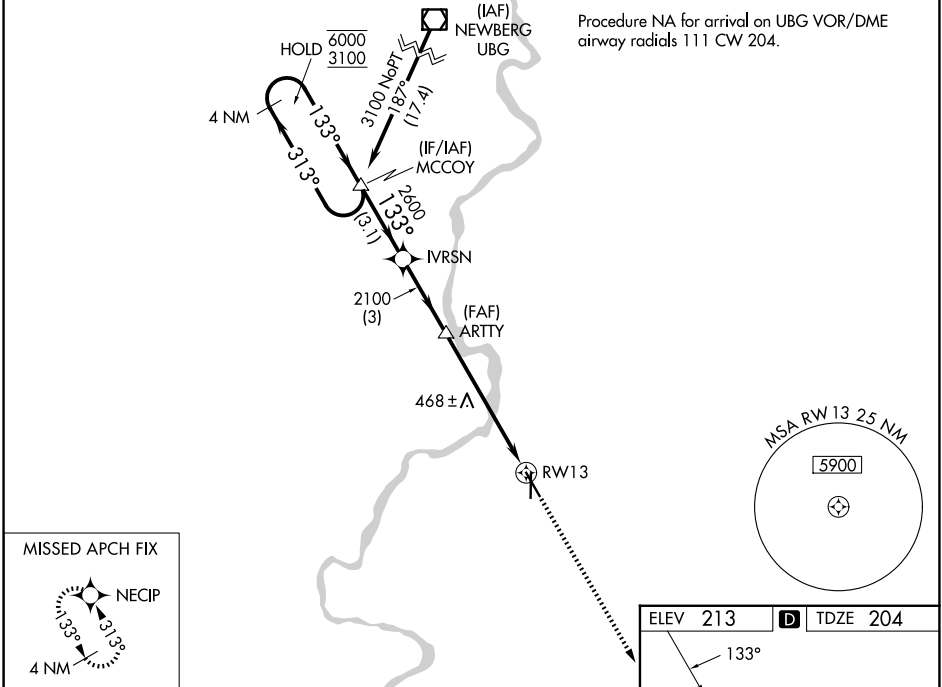 (IAF)
NEWBERG
UBG
Procedure NA for arrival on UBG VOR/DME
airway radials 111 CW 204.
HOLD
6000
3100
3100 NoPT
187°
(17.4)
4 NM
133°
313°
(IF/IAF)
MCCOY
2600
133°
(3.1)
IVRSN
2100
(3)
(FAF)
ARTTY
468 ±
RW13
MSA RW 13 25 NM
5900
MISSED APCH FIX
NECIP
133°
313°
4 NM
ELEV 213 D TDZE 204
133°